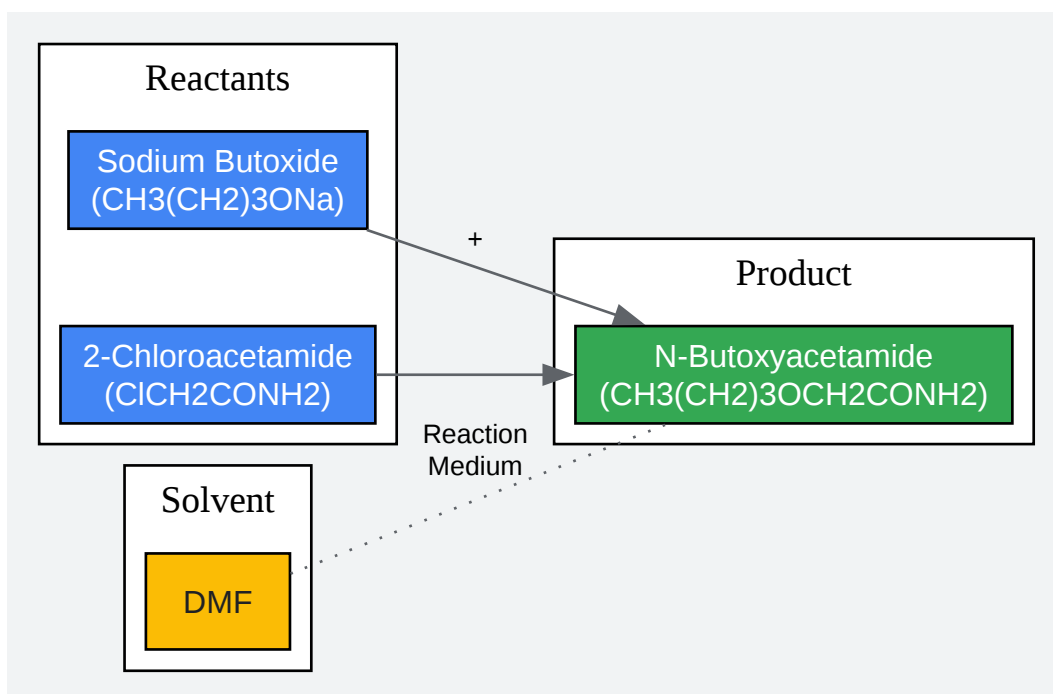 Reactants
Sodium Butoxide
(CH3(CH2)3ONa)
+
2-Chloroacetamide
(ClCH2CONH2)
Product
N-Butoxyacetamide
(CH3(CH2)3OCH2CONH2)
Reaction
Medium
Solvent
DMF